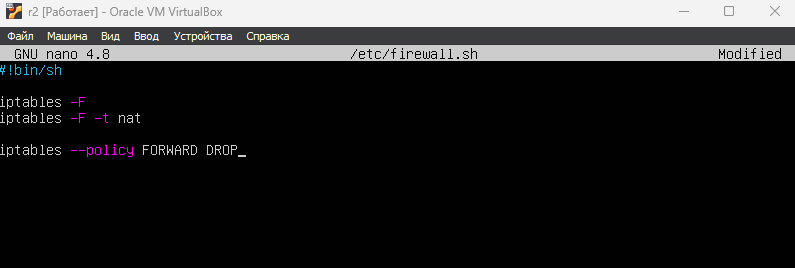 r2 [Работает] - Oracle VM VirtualBox
Файл Машина Вид Ввод Устройства Справка
GNU nano 4.8 /etc/firewall.sh Modified
#!bin/sh
iptables -F
iptables -F -t nat
iptables --policy FORWARD DROP_